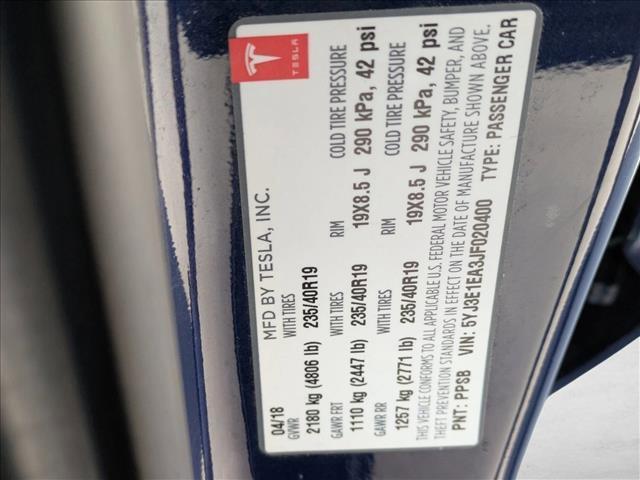 TESLA
04/18 MFD BY TESLA, INC.
GVWR WITH TIRES RIM COLD TIRE PRESSURE
2180 kg (4806 lb) 235/40R19 19X8.5 J 290 kPa, 42 psi
GAWR FRT WITH TIRES RIM COLD TIRE PRESSURE
1110 kg (2447 lb) 235/40R19 19X8.5 J 290 kPa, 42 psi
GAWR RR
1257 kg (2771 lb) 235/40R19
THIS VEHICLE CONFORMS TO ALL APPLICABLE U.S. FEDERAL MOTOR VEHICLE SAFETY, BUMPER, AND
THEFT PREVENTION STANDARDS IN EFFECT ON THE DATE OF MANUFACTURE SHOWN ABOVE.
PNT: PPSB VIN: 5YJ3E1EA3JF020400 TYPE: PASSENGER CAR